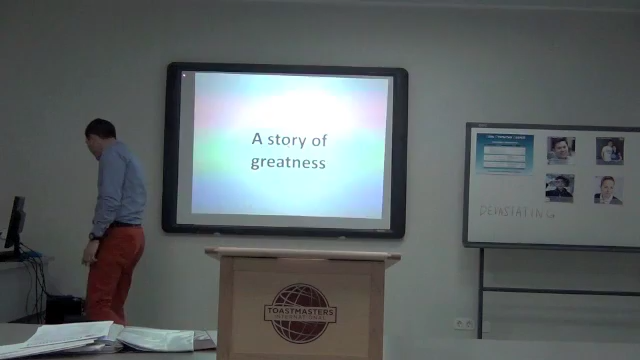 A story of
greatness
TOASTMASTERS
INTERNATIONAL
DEVASTATING